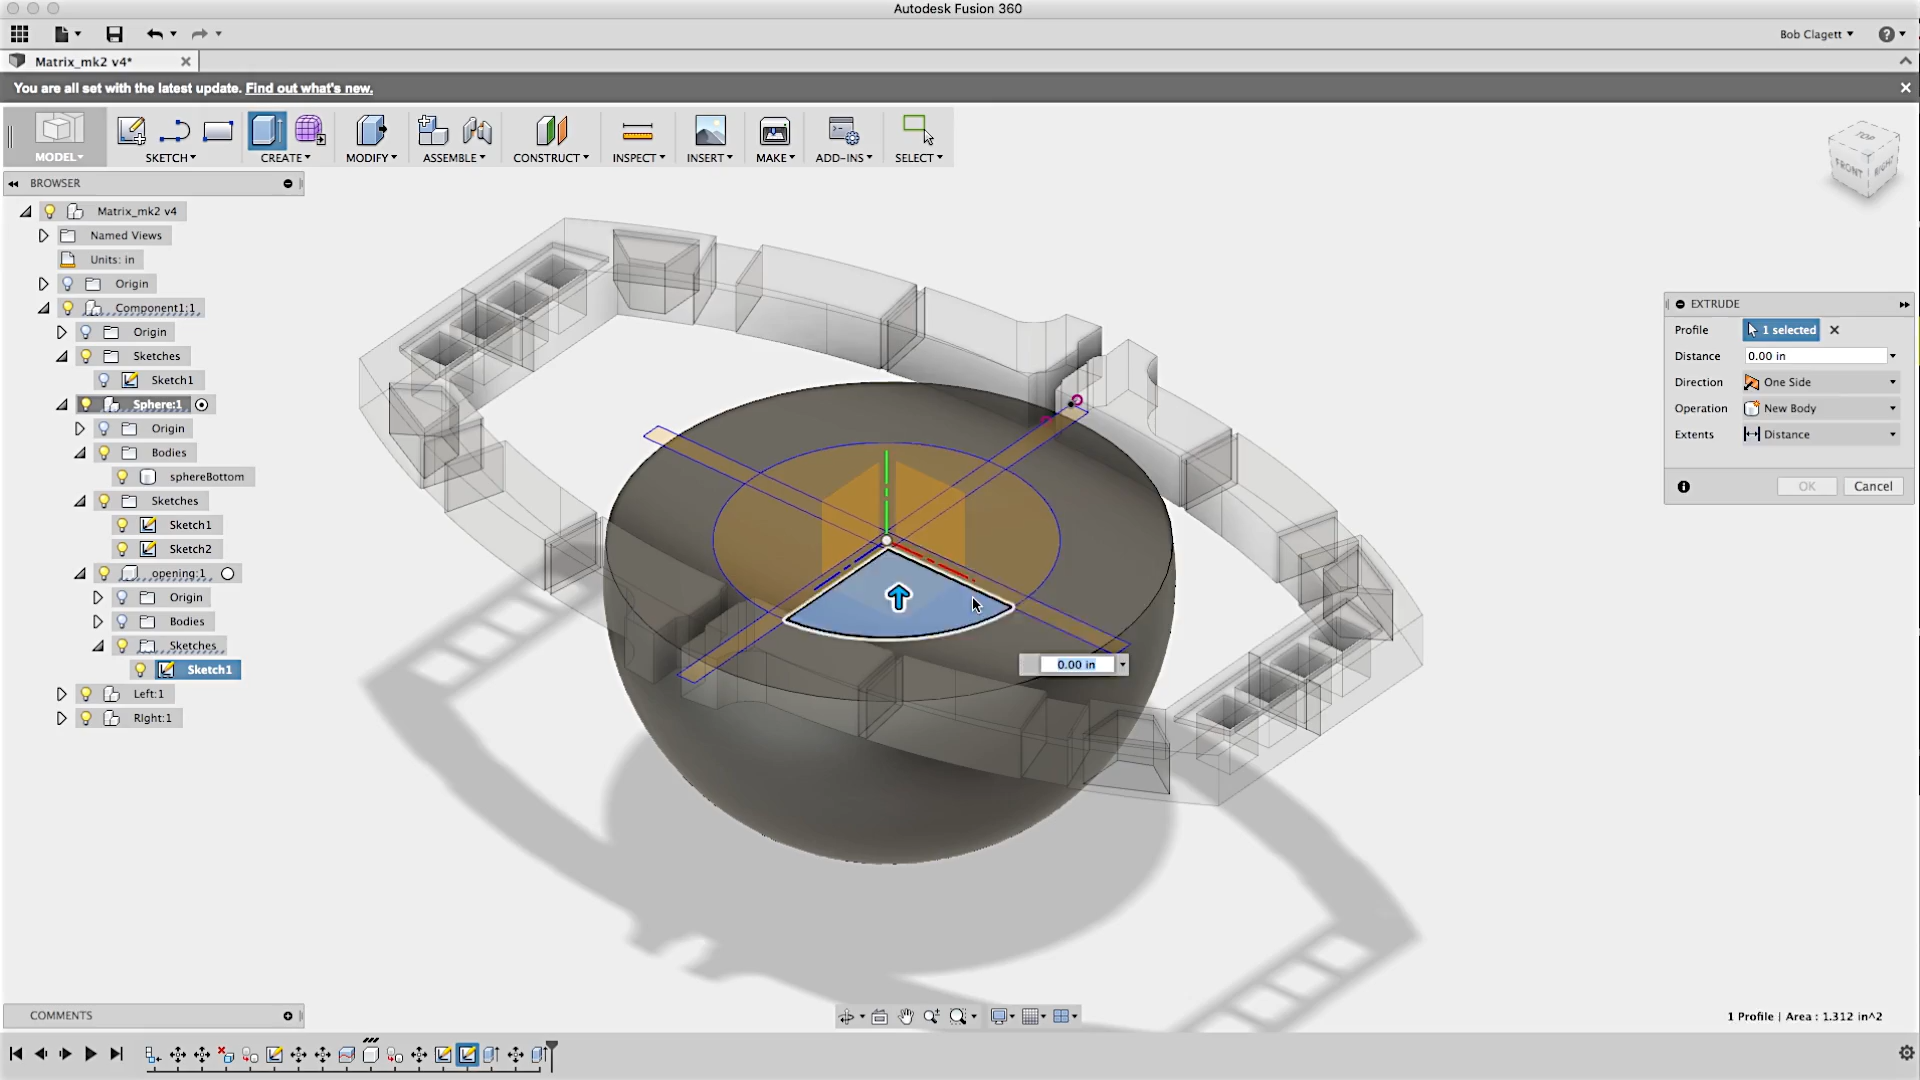 Autodesk Fusion 360
Bob Clagett
Matrix_mk2 v4*
You are all set with the latest update. Find out what's new.
MODEL
SKETCH
CREATE
MODIFY
ASSEMBLE
CONSTRUCT
INSPECT
INSERT
MAKE
ADD-INS
SELECT
TOP
FRONT
RIGHT
BROWSER
Matrix_mk2 v4
Named Views
Units: in
Origin
Component1:1
Origin
Sketches
Sketch1
Sphere:1
Origin
Bodies
sphereBottom
Sketches
Sketch1
Sketch2
opening:1
Origin
Bodies
Sketches
Sketch1
Left:1
RIght:1
EXTRUDE
Profile 1 selected
Distance 0.00 in
Direction One Side
Operation New Body
Extents Distance
OK Cancel
0.00 in
COMMENTS
1 Profile | Area : 1.312 in^2